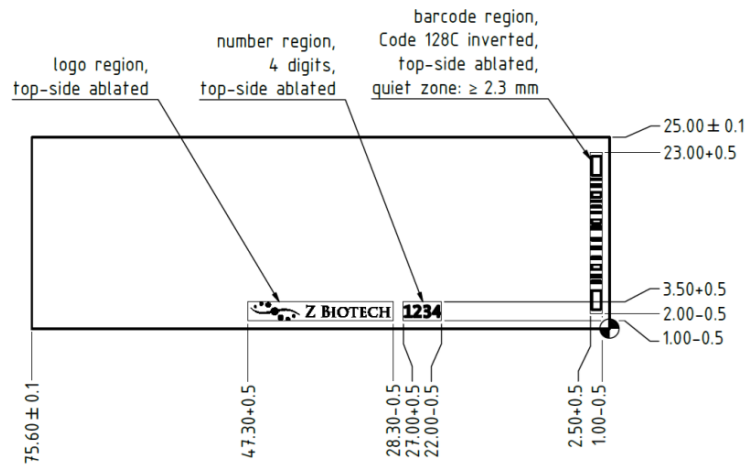 barcode region,
Code 128C inverted,
top-side ablated,
quiet zone: ≥ 2.3 mm
number region,
4 digits,
top-side ablated
logo region,
top-side ablated
25.00 ± 0.1
23.00+0.5
3.50+0.5
2.00-0.5
1.00-0.5
Z BIOTECH
1234
75.60 ± 0.1
47.30+0.5
28.30-0.5
27.00+0.5
22.00-0.5
2.50+0.5
1.00-0.5